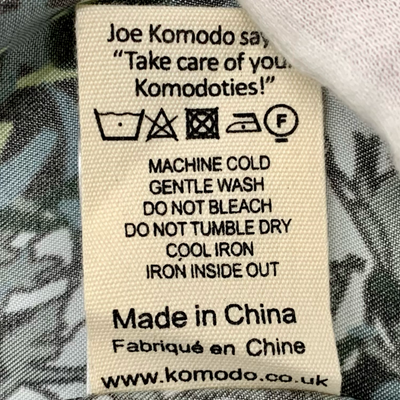 Joe Komodo say
"Take care of your
Komodoties!"
F
MACHINE COLD
GENTLE WASH
DO NOT BLEACH
DO NOT TUMBLE DRY
COOL IRON
IRON INSIDE OUT
Made in China
Fabriqué en Chine
www.komodo.co.uk